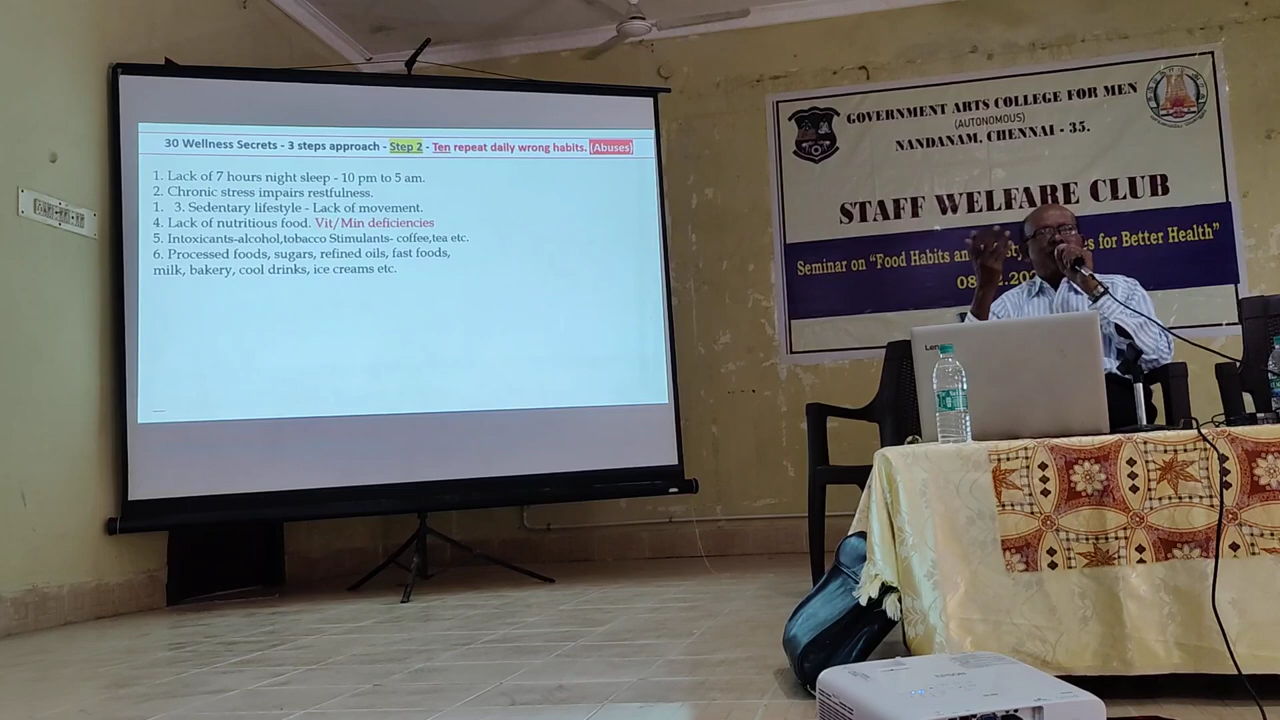 30 Wellness Secrets - 3 steps approach - Step 2 - Ten repeat daily wrong habits. (Abuses)
1. Lack of 7 hours night sleep - 10 pm to 5 am.
2. Chronic stress impairs restfulness.
1. 3. Sedentary lifestyle - Lack of movement.
4. Lack of nutritious food. Vit/Min deficiencies
5. Intoxicants-alcohol,tobacco Stimulants- coffee,tea etc.
6. Processed foods, sugars, refined oils, fast foods,
milk, bakery, cool drinks, ice creams etc.
GOVERNMENT ARTS COLLEGE FOR MEN
(AUTONOMOUS)
NANDANAM, CHENNAI - 35.
STAFF WELFARE CLUB
Seminar on "Food Habits an es for Better Health"
08